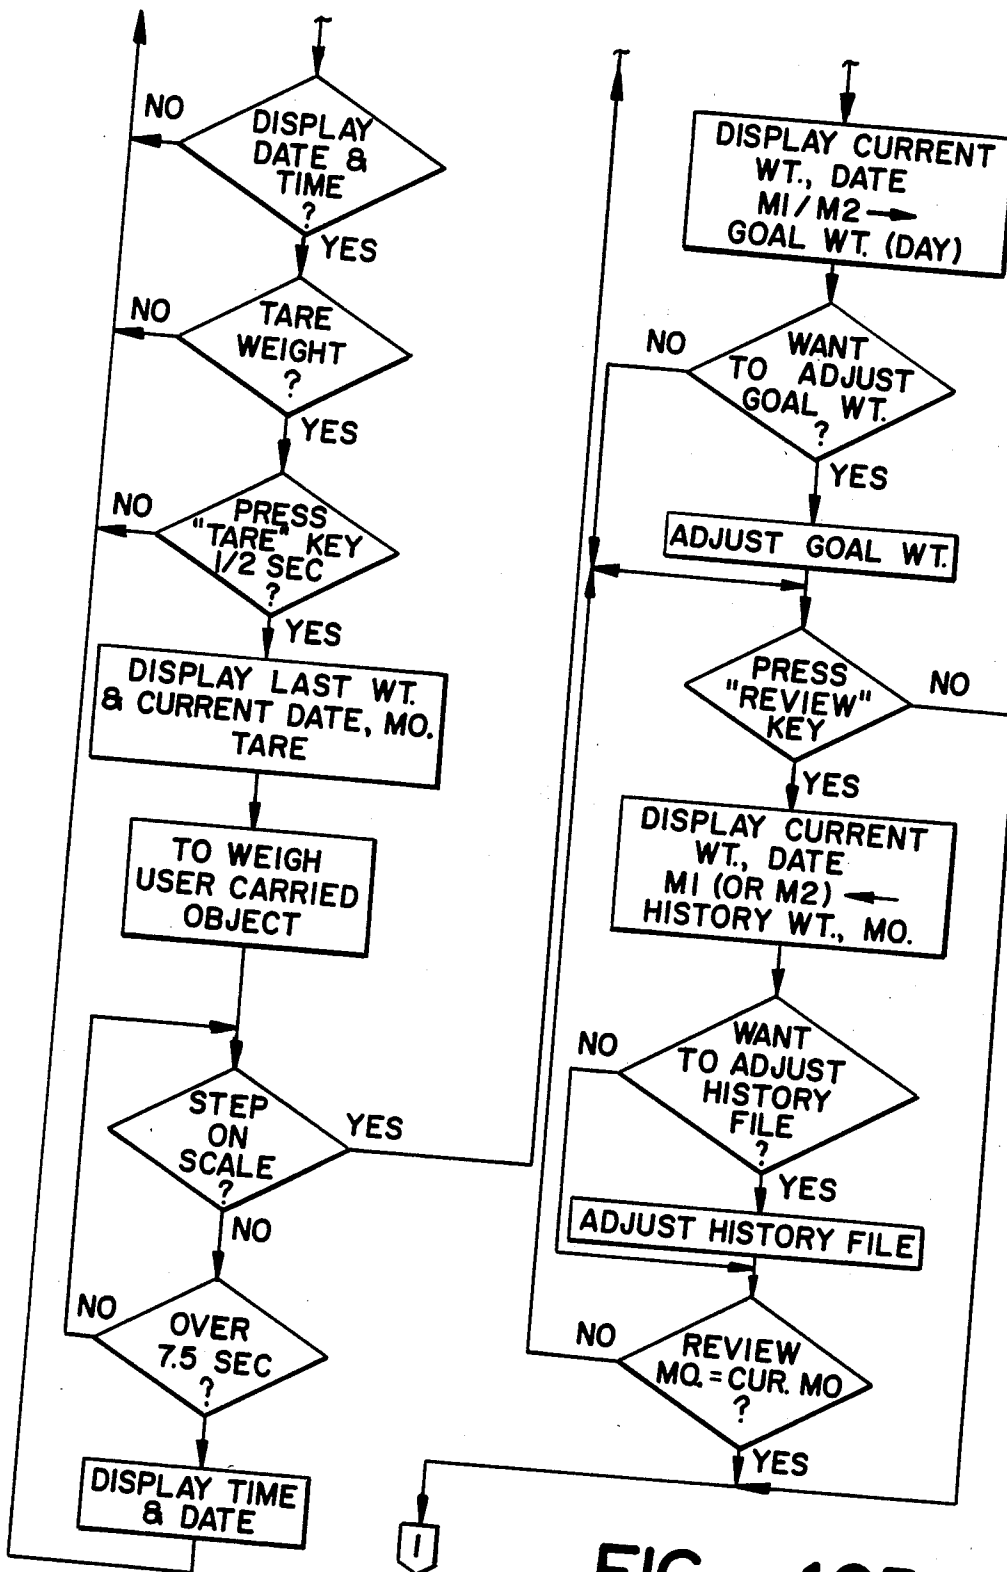 NO
DISPLAY
DATE &
TIME
?
YES
NO
TARE
WEIGHT
?
YES
NO
PRESS
"TARE" KEY
1/2 SEC
?
YES
DISPLAY LAST WT.
& CURRENT DATE, MO.
TARE
TO WEIGH
USER CARRIED
OBJECT
STEP
ON
SCALE
?
YES
NO
NO
OVER
7.5 SEC
?
DISPLAY TIME
& DATE
DISPLAY CURRENT
WT., DATE
M1/M2 →
GOAL WT. (DAY)
NO
WANT
TO ADJUST
GOAL WT.
?
YES
ADJUST GOAL WT.
PRESS
"REVIEW"
KEY
NO
YES
DISPLAY CURRENT
WT., DATE
M1 (OR M2) ←
HISTORY WT., MO.
NO
WANT
TO ADJUST
HISTORY
FILE
?
YES
ADJUST HISTORY FILE
NO
REVIEW
MO. = CUR. MO
?
YES
1
FIG.